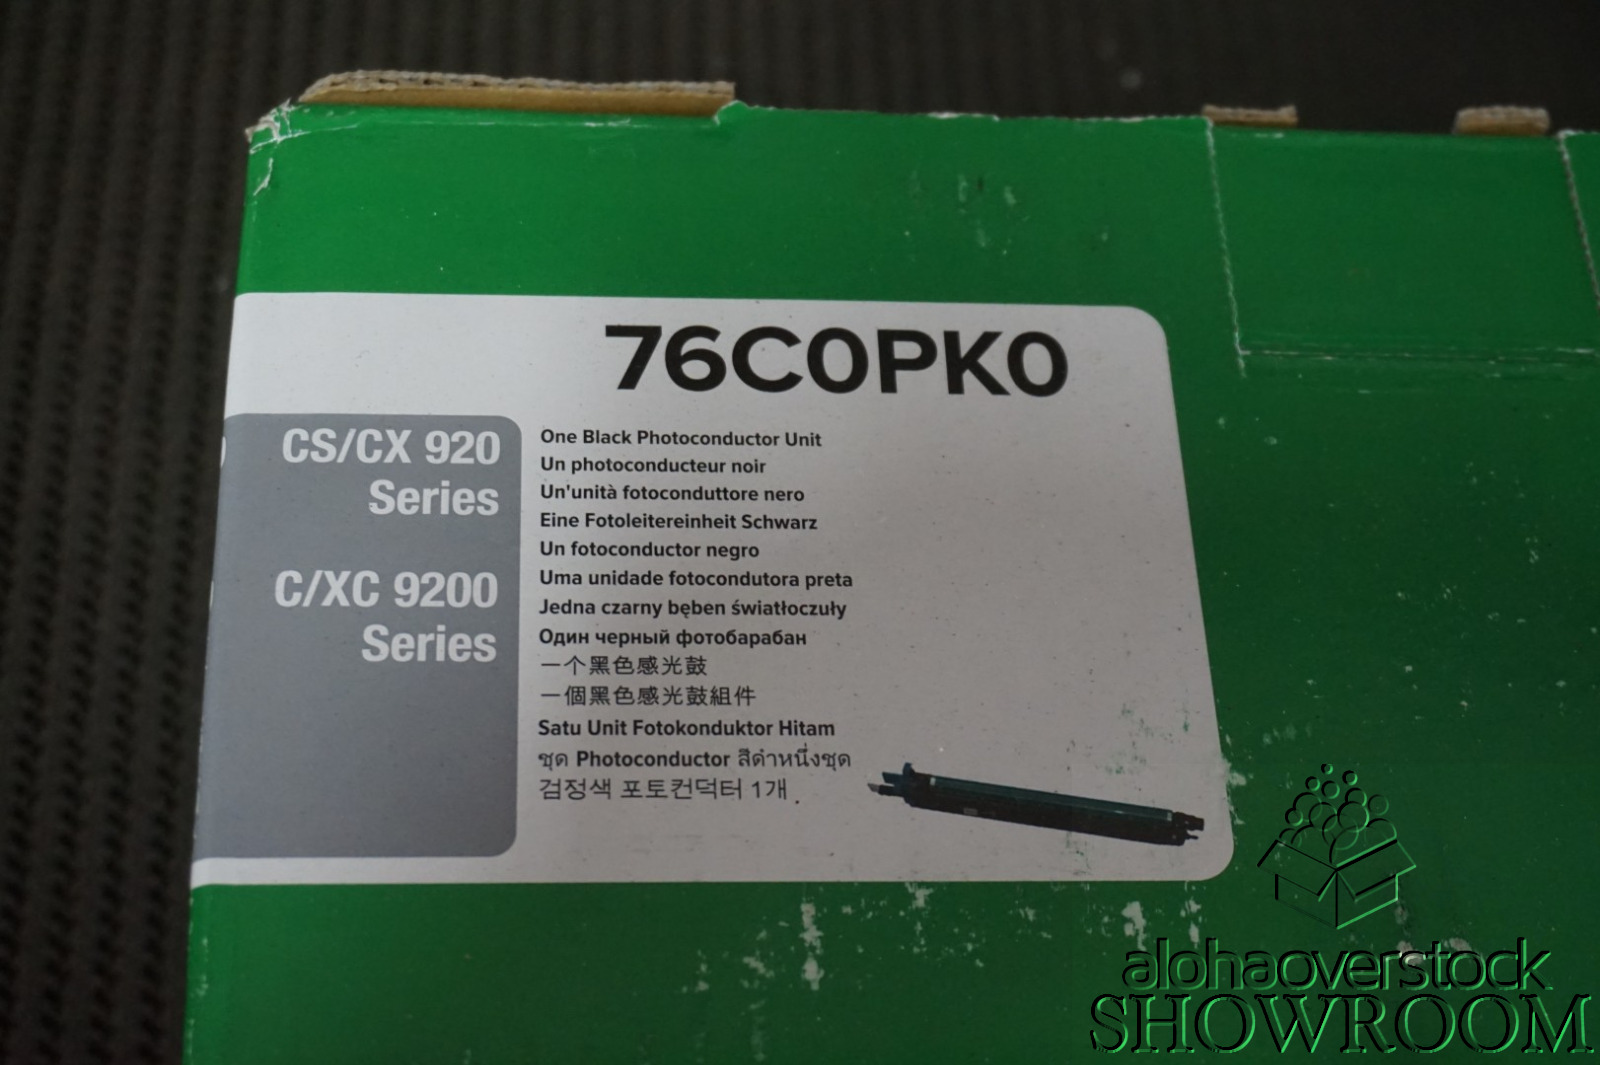 76C0PK0
CS/CX 920
Series
C/XC 9200
Series
One Black Photoconductor Unit
Un photoconducteur noir
Un'unità fotoconduttore nero
Eine Fotoleitereinheit Schwarz
Un fotoconductor negro
Uma unidade fotocondutora preta
Jedna czarny bęben światłoczuły
Один черный фотобарабан
一个黑色感光鼓
一個黑色感光鼓組件
Satu Unit Fotokonduktor Hitam
ชุด Photoconductor สีดำหนึ่งชุด
검정색 포토컨덕터 1개 .
alohaoverstock
SHOWROOM